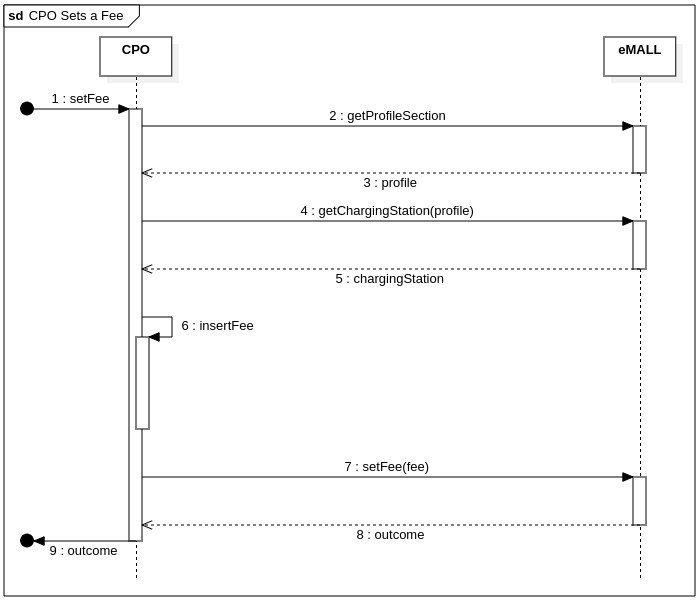 sd CPO Sets a Fee
CPO
eMALL
1 : setFee
2 : getProfileSection
3 : profile
4 : getChargingStation(profile)
5 : chargingStation
6 : insertFee
7 : setFee(fee)
8 : outcome
9 : outcome